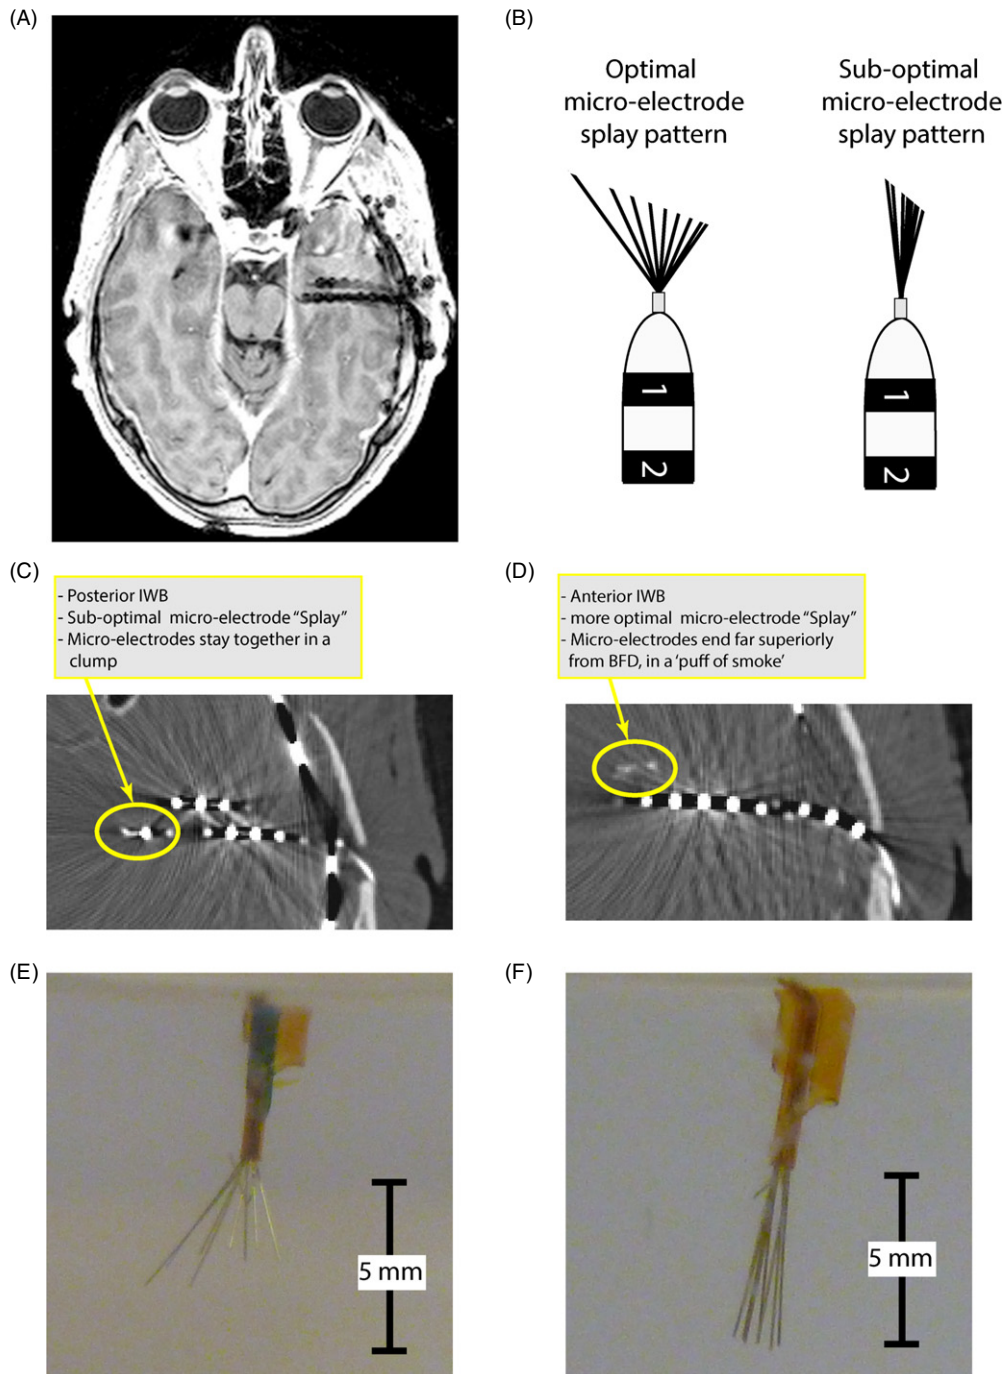 (A)
(B)
Optimal
micro-electrode
splay pattern
Sub-optimal
micro-electrode
splay pattern
1
2
1
2
(C)
- Posterior IWB
- Sub-optimal micro-electrode "Splay"
- Micro-electrodes stay together in a
clump
(D)
- Anterior IWB
- more optimal micro-electrode "Splay"
- Micro-electrodes end far superiorly
from BFD, in a 'puff of smoke'
(E)
5 mm
(F)
5 mm